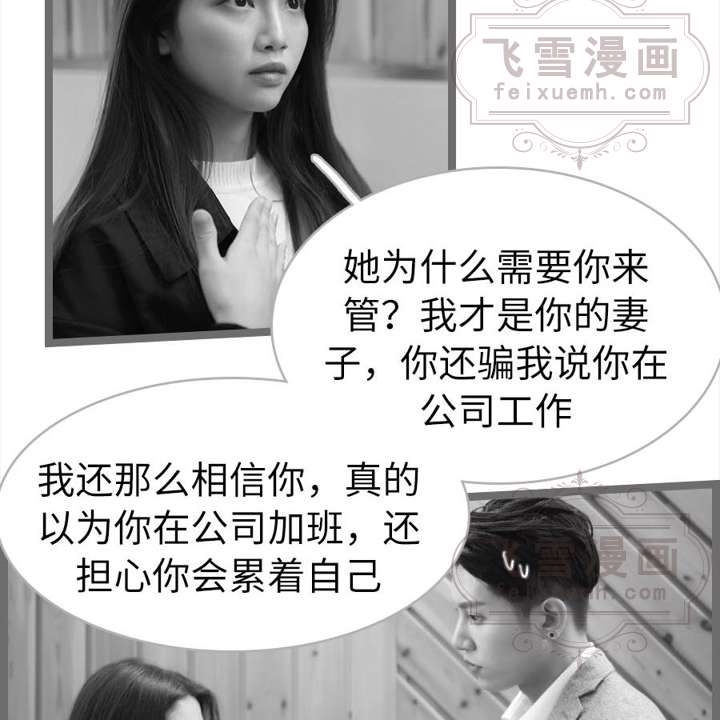 飞雪漫画
feixuemh.com
她为什么需要你来
管？我才是你的妻
子，你还骗我说你在
公司工作
我还那么相信你，真的
以为你在公司加班，还
担心你会累着自己
飞雪漫画
feixuemh.com